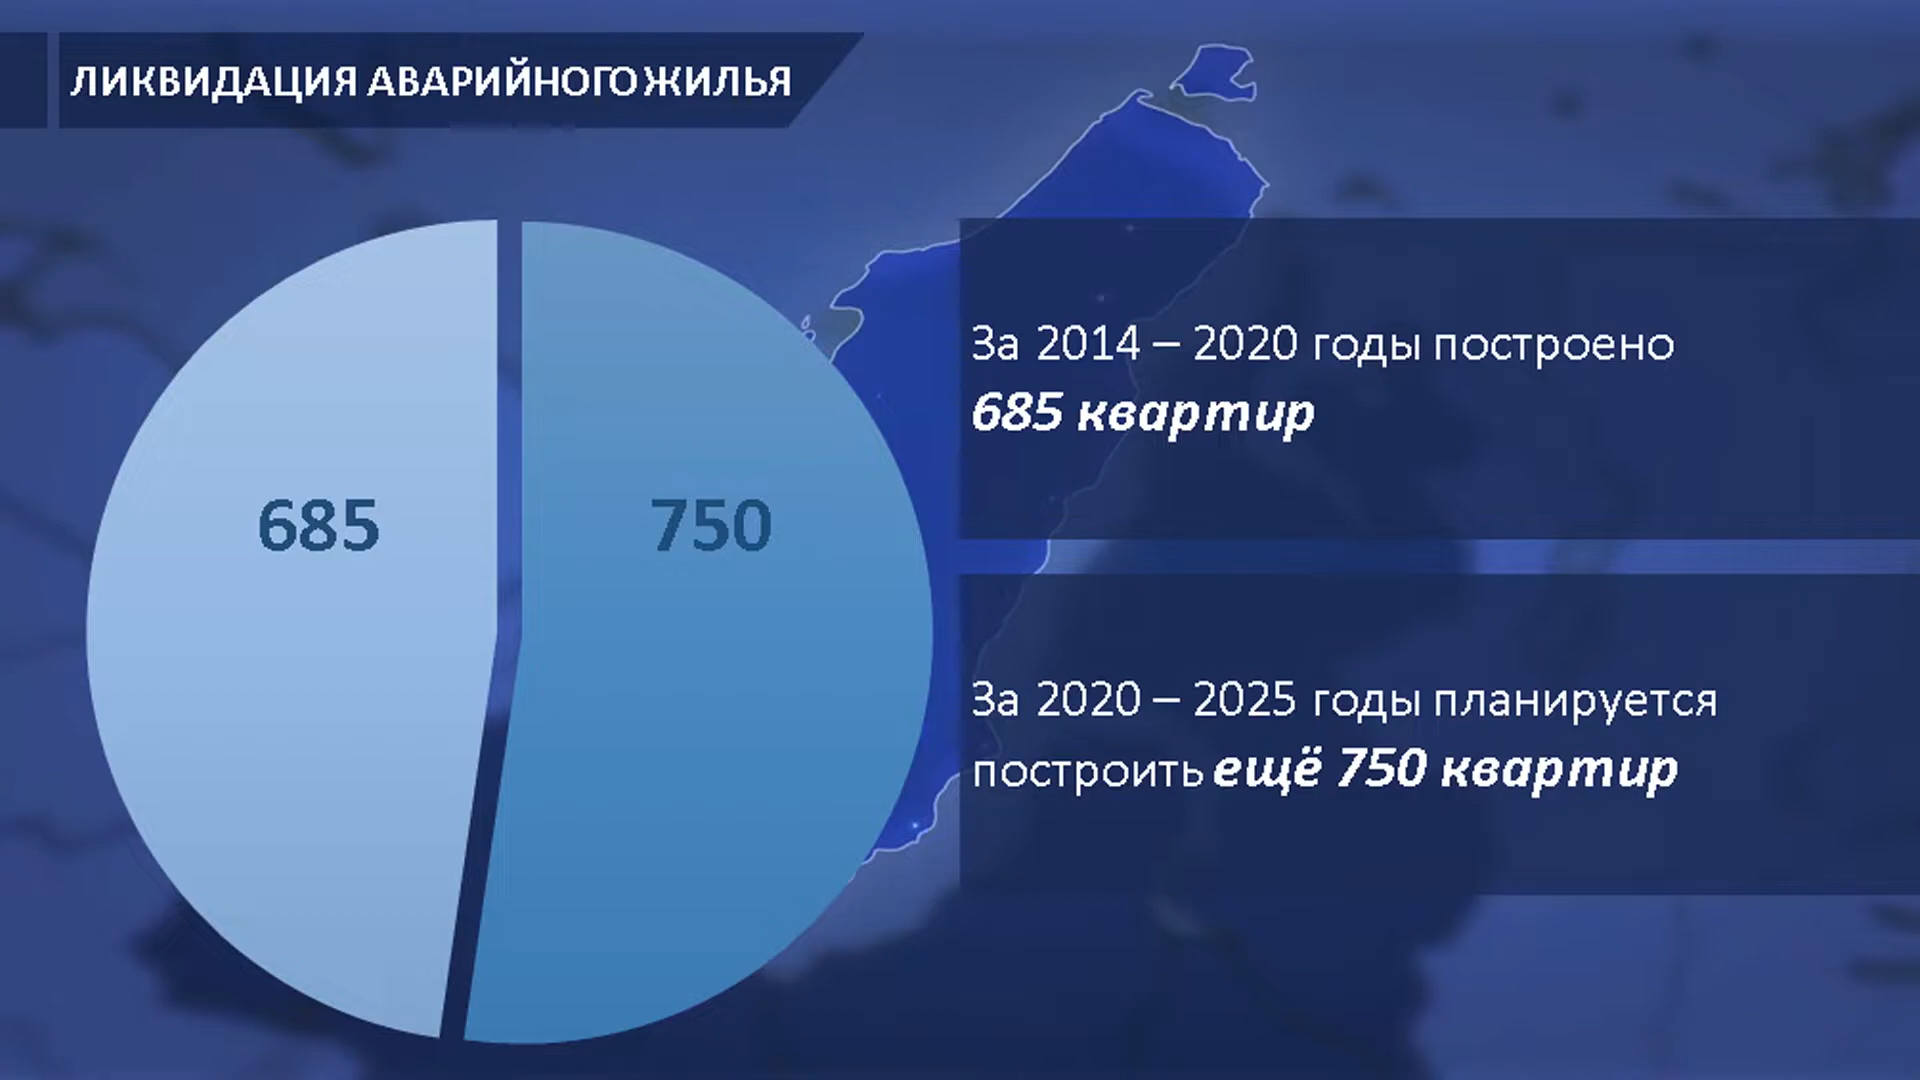 ЛИКВИДАЦИЯ АВАРИЙНОГО ЖИЛЬЯ
685
750
За 2014 – 2020 годы построено
685 квартир
За 2020 – 2025 годы планируется
построить ещё 750 квартир